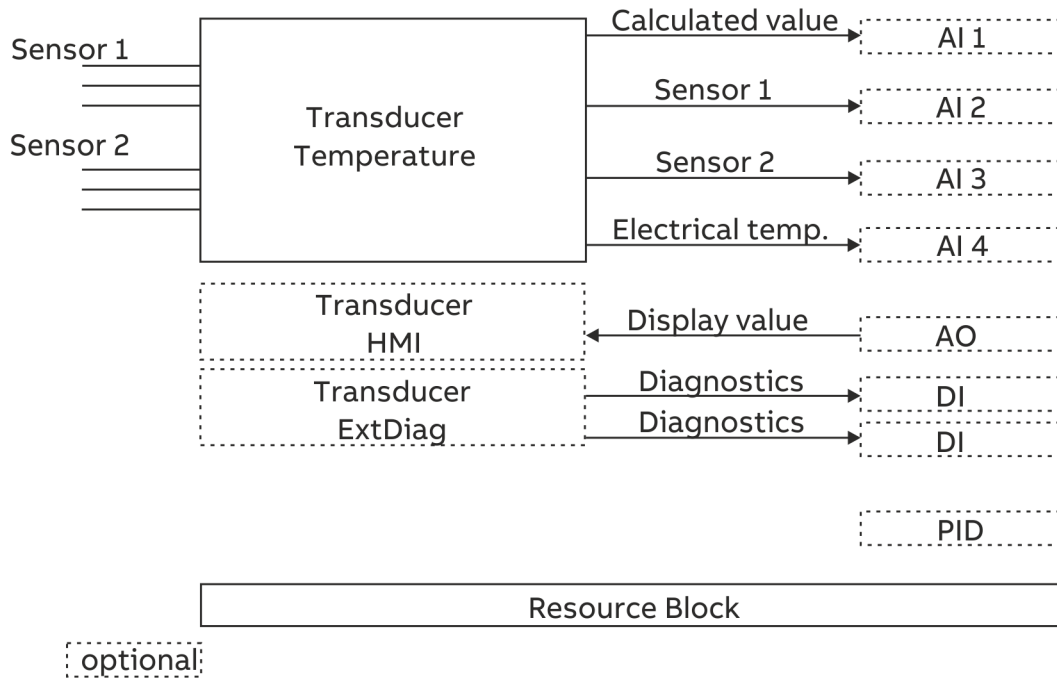 Calculated value
AI 1
Sensor 1
Sensor 1
AI 2
Transducer
Temperature
Sensor 2
Sensor 2
AI 3
Electrical temp.
AI 4
Transducer
HMI
Display value
AO
Transducer
ExtDiag
Diagnostics
DI
Diagnostics
DI
PID
Resource Block
optional